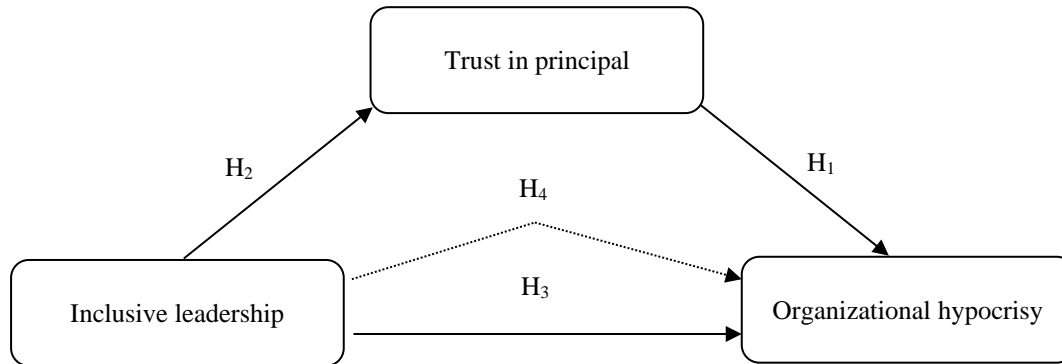 Trust in principal
H₂
H₁
H₄
H₃
Inclusive leadership
Organizational hypocrisy